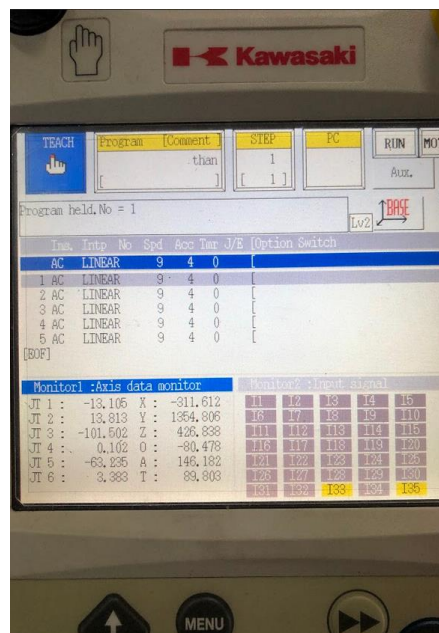 Kawasaki
TEACH Program [Comment ] STEP PC RUN MO
than 1 Aux.
[ ] [ 1]
Program held.No = 1
Lv2 BASE
Ima. Intp No Spd Acc Tmr J/E [Option Switch
AC LINEAR 9 4 0 [
1 AC LINEAR 9 4 0 [
2 AC LINEAR 9 4 0 [
3 AC LINEAR 9 4 0 [
4 AC LINEAR 9 4 0 [
5 AC LINEAR 9 4 0 [
[EOF]
Monitor1 :Axis data monitor
JT 1 : -13.105 X : -311.612
JT 2 : 13.813 Y : 1354.806
JT 3 : -101.502 Z : 426.838
JT 4 : 0.102 O : -80.478
JT 5 : -63.235 A : 146.182
JT 6 : 3.383 T : 89.803
Monitor2 :Input signal
I1 I2 I3 I4 I5
I6 I7 I8 I9 I10
I11 I12 I13 I14 I15
I16 I17 I18 I19 I20
I21 I22 I23 I24 I25
I26 I27 I28 I29 I30
I31 I32 I33 I34 I35
MENU